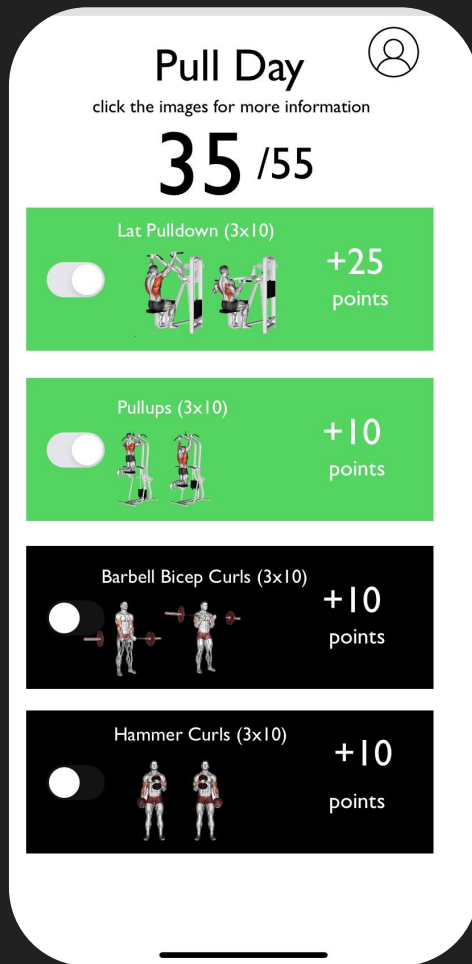 Pull Day
click the images for more information
35 /55
Lat Pulldown (3x10)
+25
points
Pullups (3x10)
+10
points
Barbell Bicep Curls (3x10)
+10
points
Hammer Curls (3x10)
+10
points